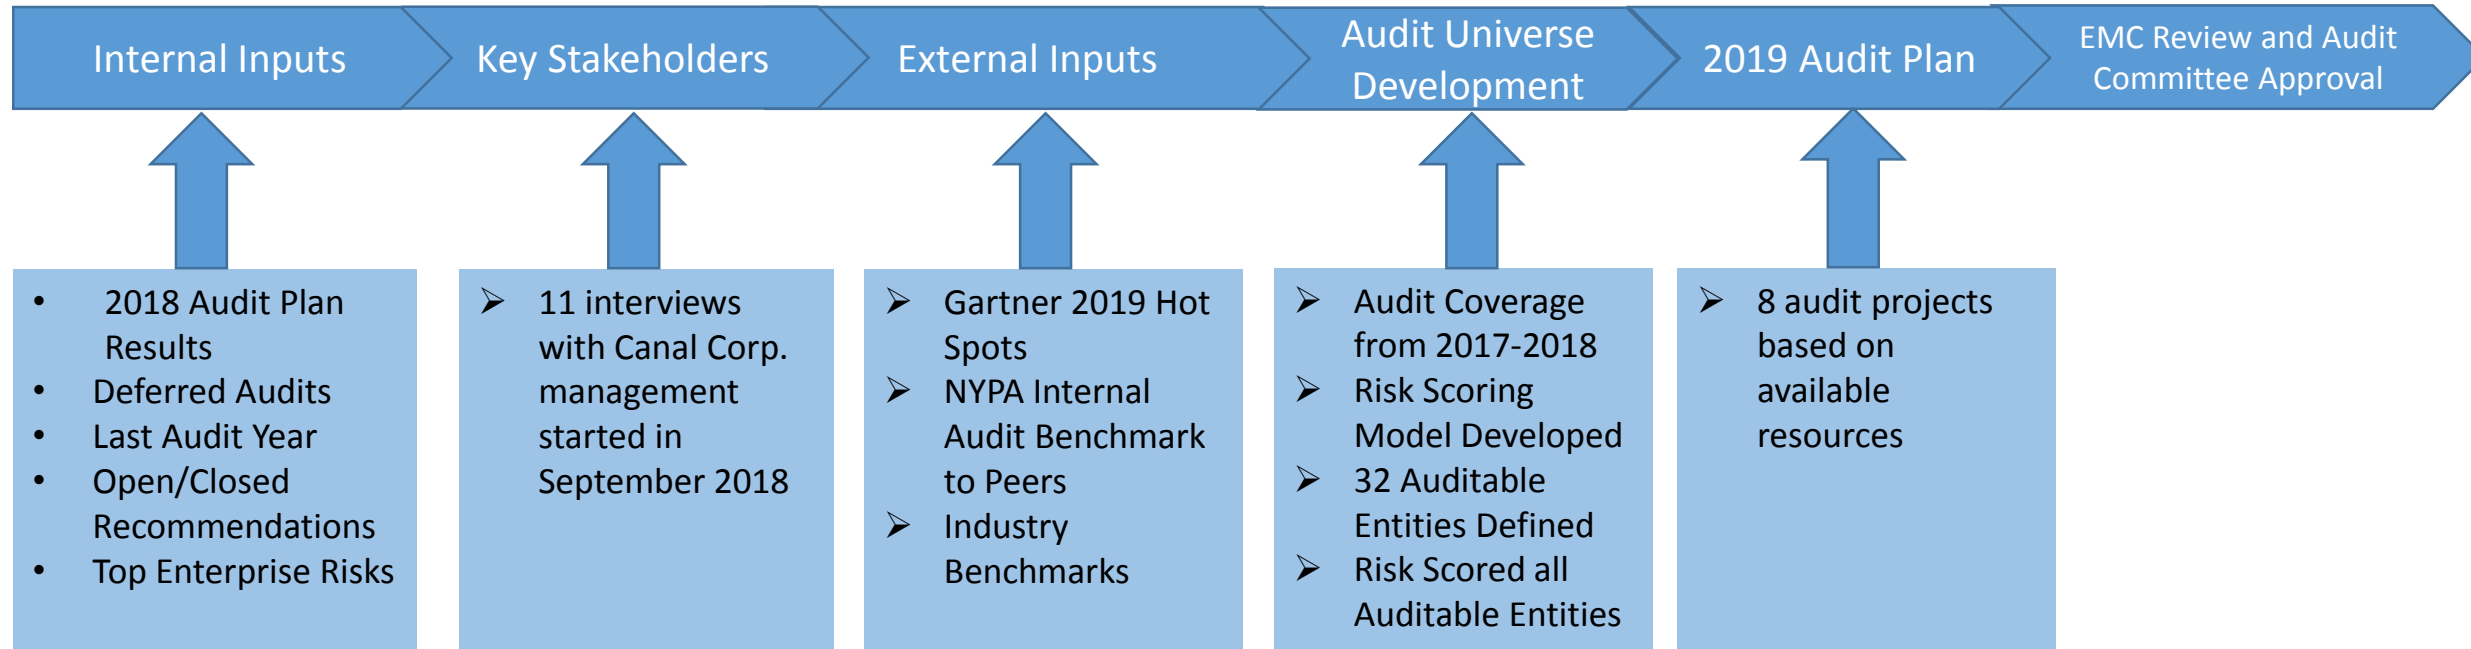 Internal Inputs
Key Stakeholders
External Inputs
Audit Universe
Development
2019 Audit Plan
EMC Review and Audit
Committee Approval
• 2018 Audit Plan
Results
• Deferred Audits
• Last Audit Year
• Open/Closed
Recommendations
• Top Enterprise Risks
➢ 11 interviews
with Canal Corp.
management
started in
September 2018
➢ Gartner 2019 Hot
Spots
➢ NYPA Internal
Audit Benchmark
to Peers
➢ Industry
Benchmarks
➢ Audit Coverage
from 2017-2018
➢ Risk Scoring
Model Developed
➢ 32 Auditable
Entities Defined
➢ Risk Scored all
Auditable Entities
➢ 8 audit projects
based on
available
resources